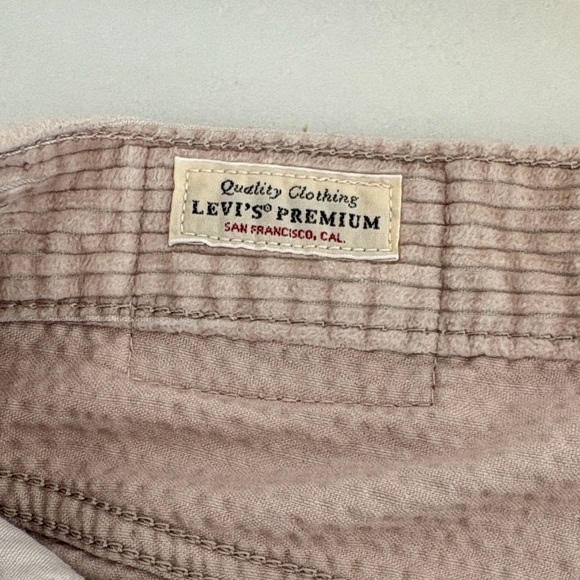 Quality Clothing
LEVI'S® PREMIUM
SAN FRANCISCO, CAL.